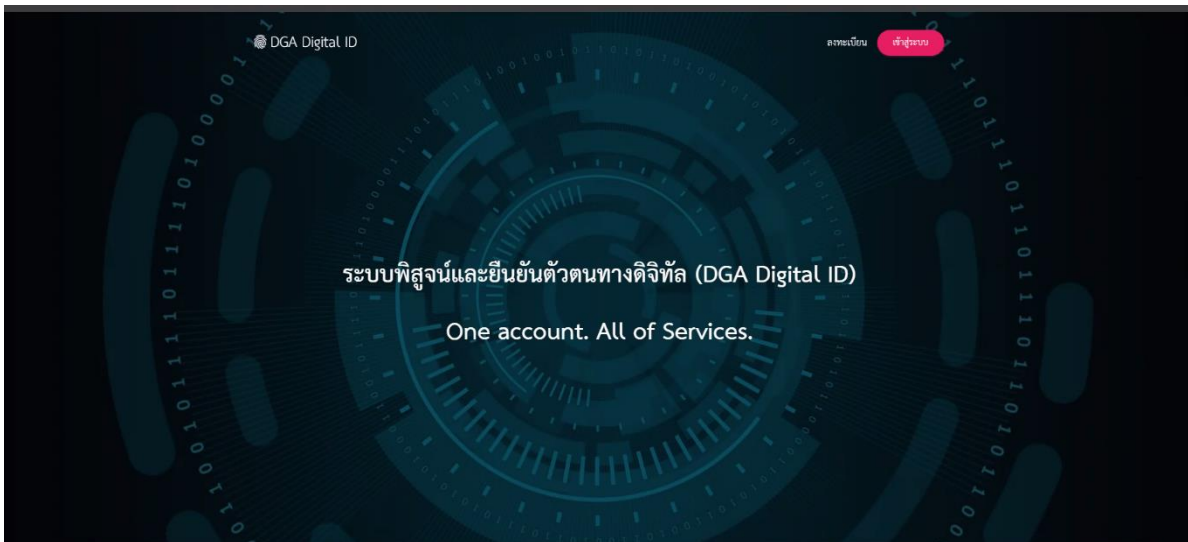 DGA Digital ID
ลงทะเบียน
เข้าสู่ระบบ
ระบบพิสูจน์และยืนยันตัวตนทางดิจิทัล (DGA Digital ID)
One account. All of Services.